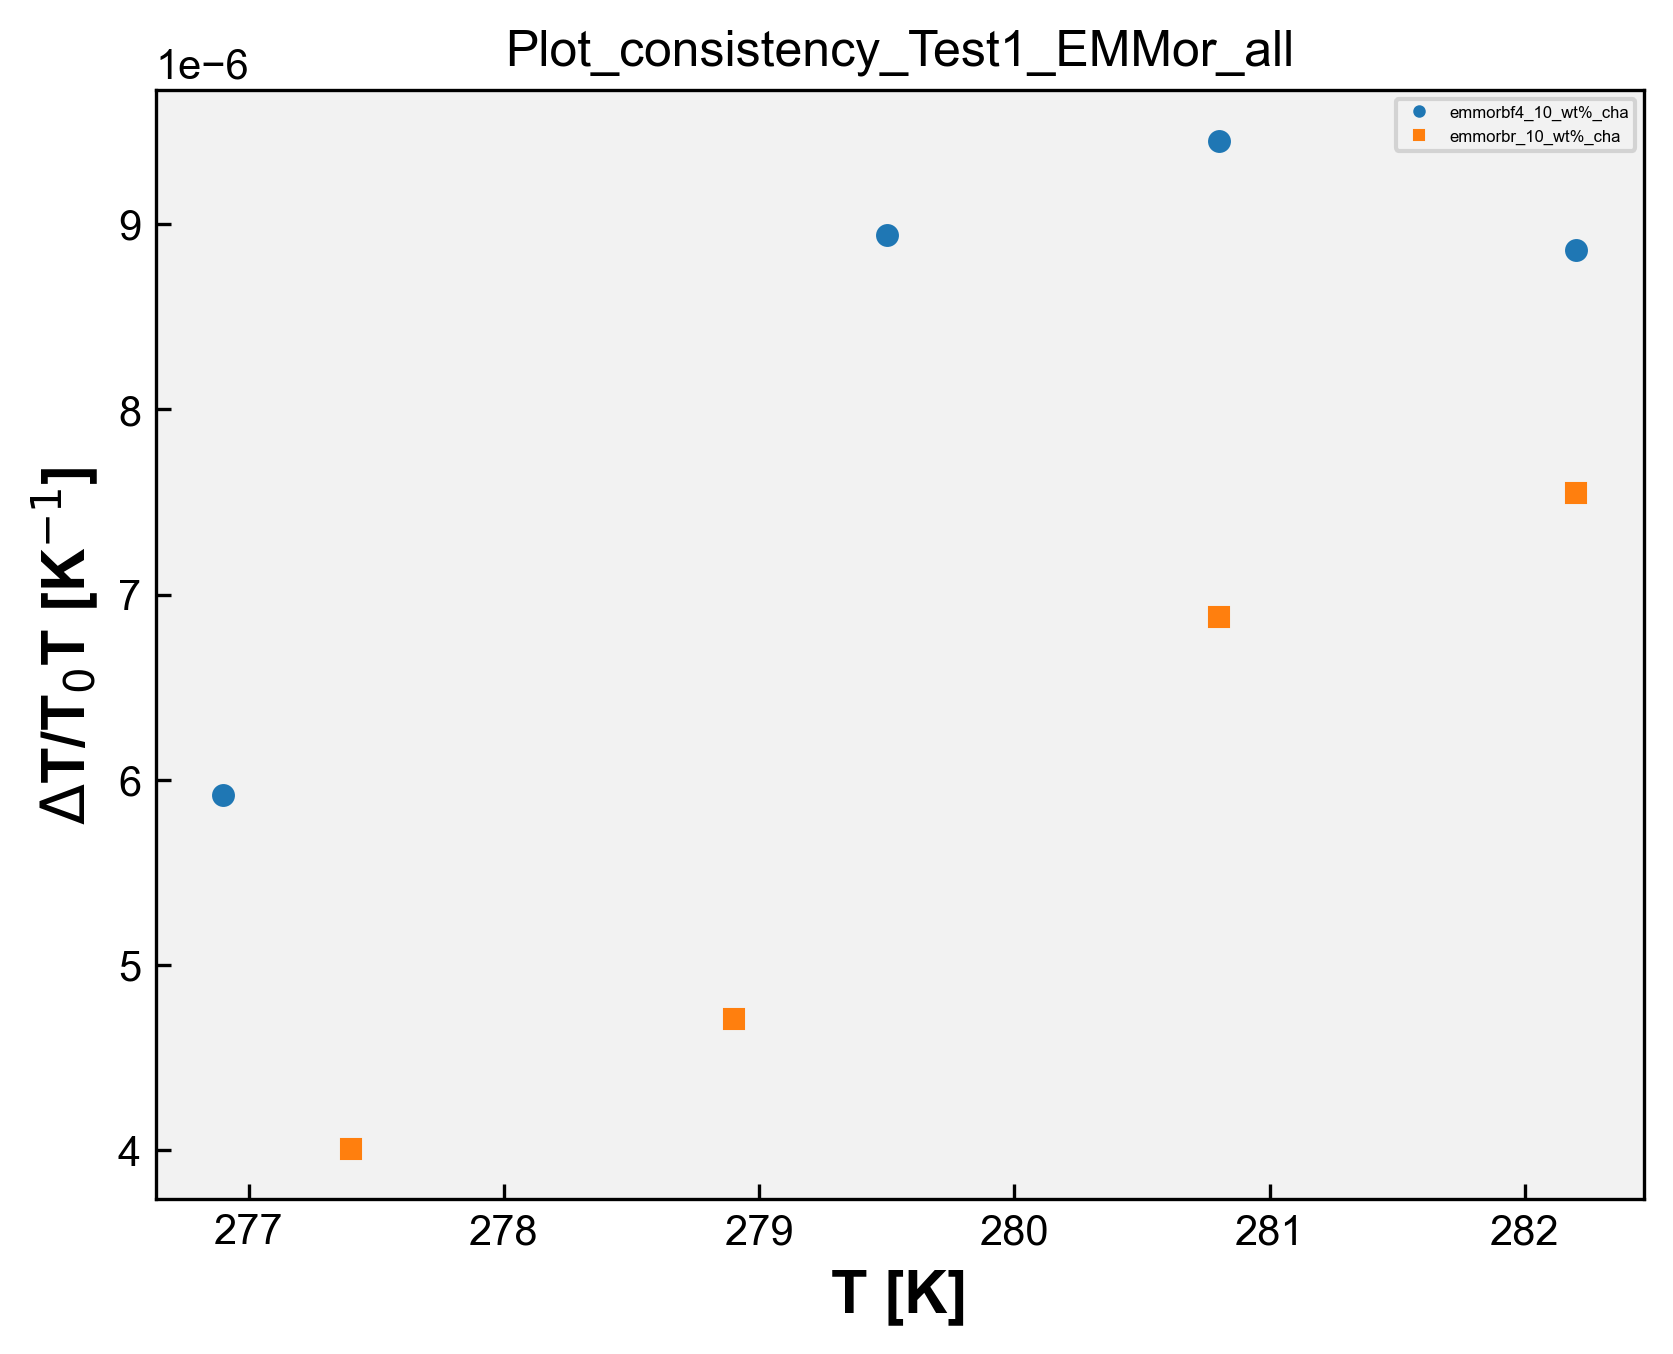 Plot_consistency_Test1_EMMor_all
1e−6
emmorbf4_10_wt%_cha
emmorbr_10_wt%_cha
9
8
7
6
5
4
ΔT/T₀T [K⁻¹]
277 278 279 280 281 282
T [K]